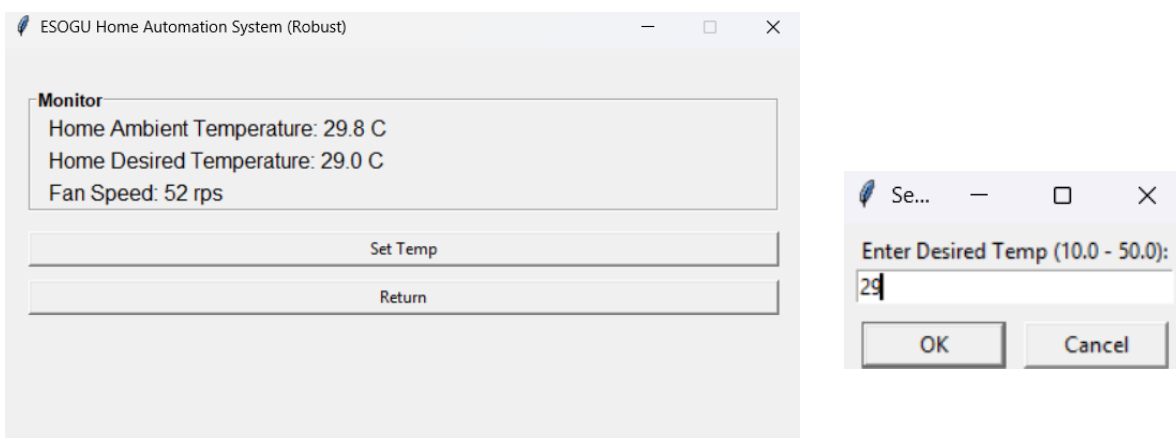 ESOGU Home Automation System (Robust)
Monitor
Home Ambient Temperature: 29.8 C
Home Desired Temperature: 29.0 C
Fan Speed: 52 rps
Set Temp
Return
Se...
Enter Desired Temp (10.0 - 50.0):
29
OK
Cancel